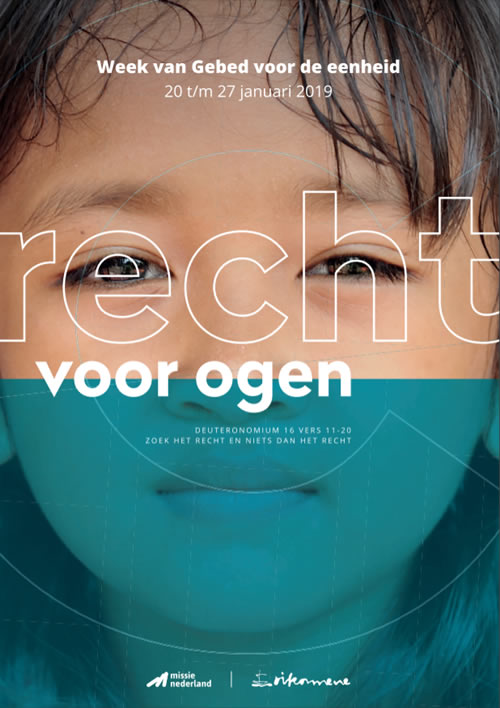 Week van Gebed voor de eenheid
20 t/m 27 januari 2019
recht
voor ogen
DEUTERONOMIUM 16 VERS 11-20
ZOEK HET RECHT EN NIETS DAN HET RECHT
missie
nederland
oikoumene